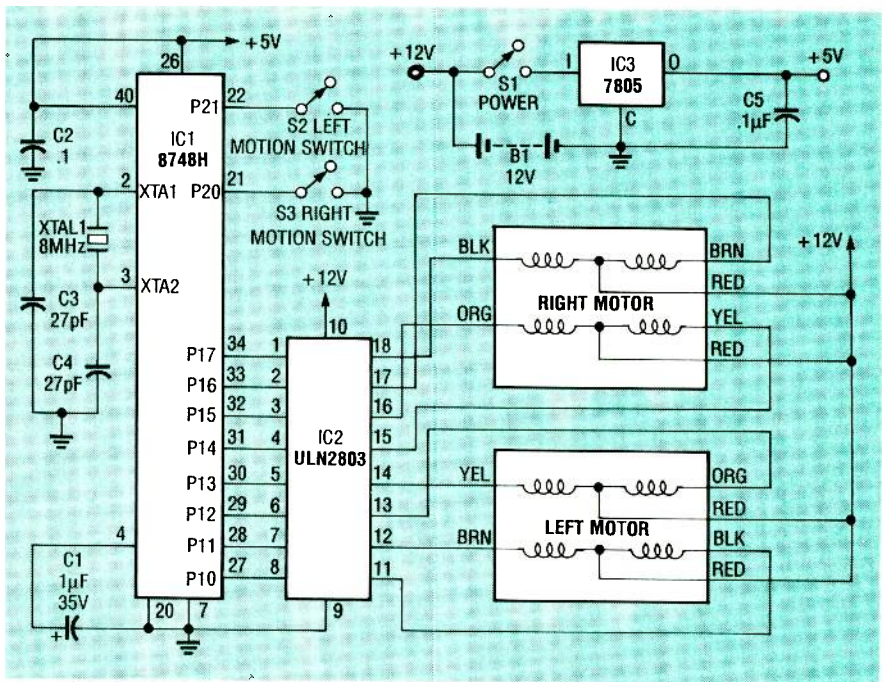 +5V
26
40
IC1
8748H
P21
22
S2 LEFT
MOTION SWITCH
C2
.1
2
XTA1
P20
21
S3 RIGHT
MOTION SWITCH
XTAL1
8MHz
3
XTA2
C3
27pF
C4
27pF
+12V
S1
POWER
I
IC3
7805
O
C
+5V
C5
.1µF
B1
12V
+12V
10
P17
34
1
18
P16
33
2
17
P15
32
3
16
P14
31
4
15
IC2
ULN2803
P13
30
5
14
P12
29
6
13
P11
28
7
12
P10
27
8
11
4
C1
1µF
35V
+
20
7
9
BLK
BRN
RED
RIGHT MOTOR
ORG
YEL
RED
+12V
YEL
ORG
RED
LEFT MOTOR
BRN
BLK
RED